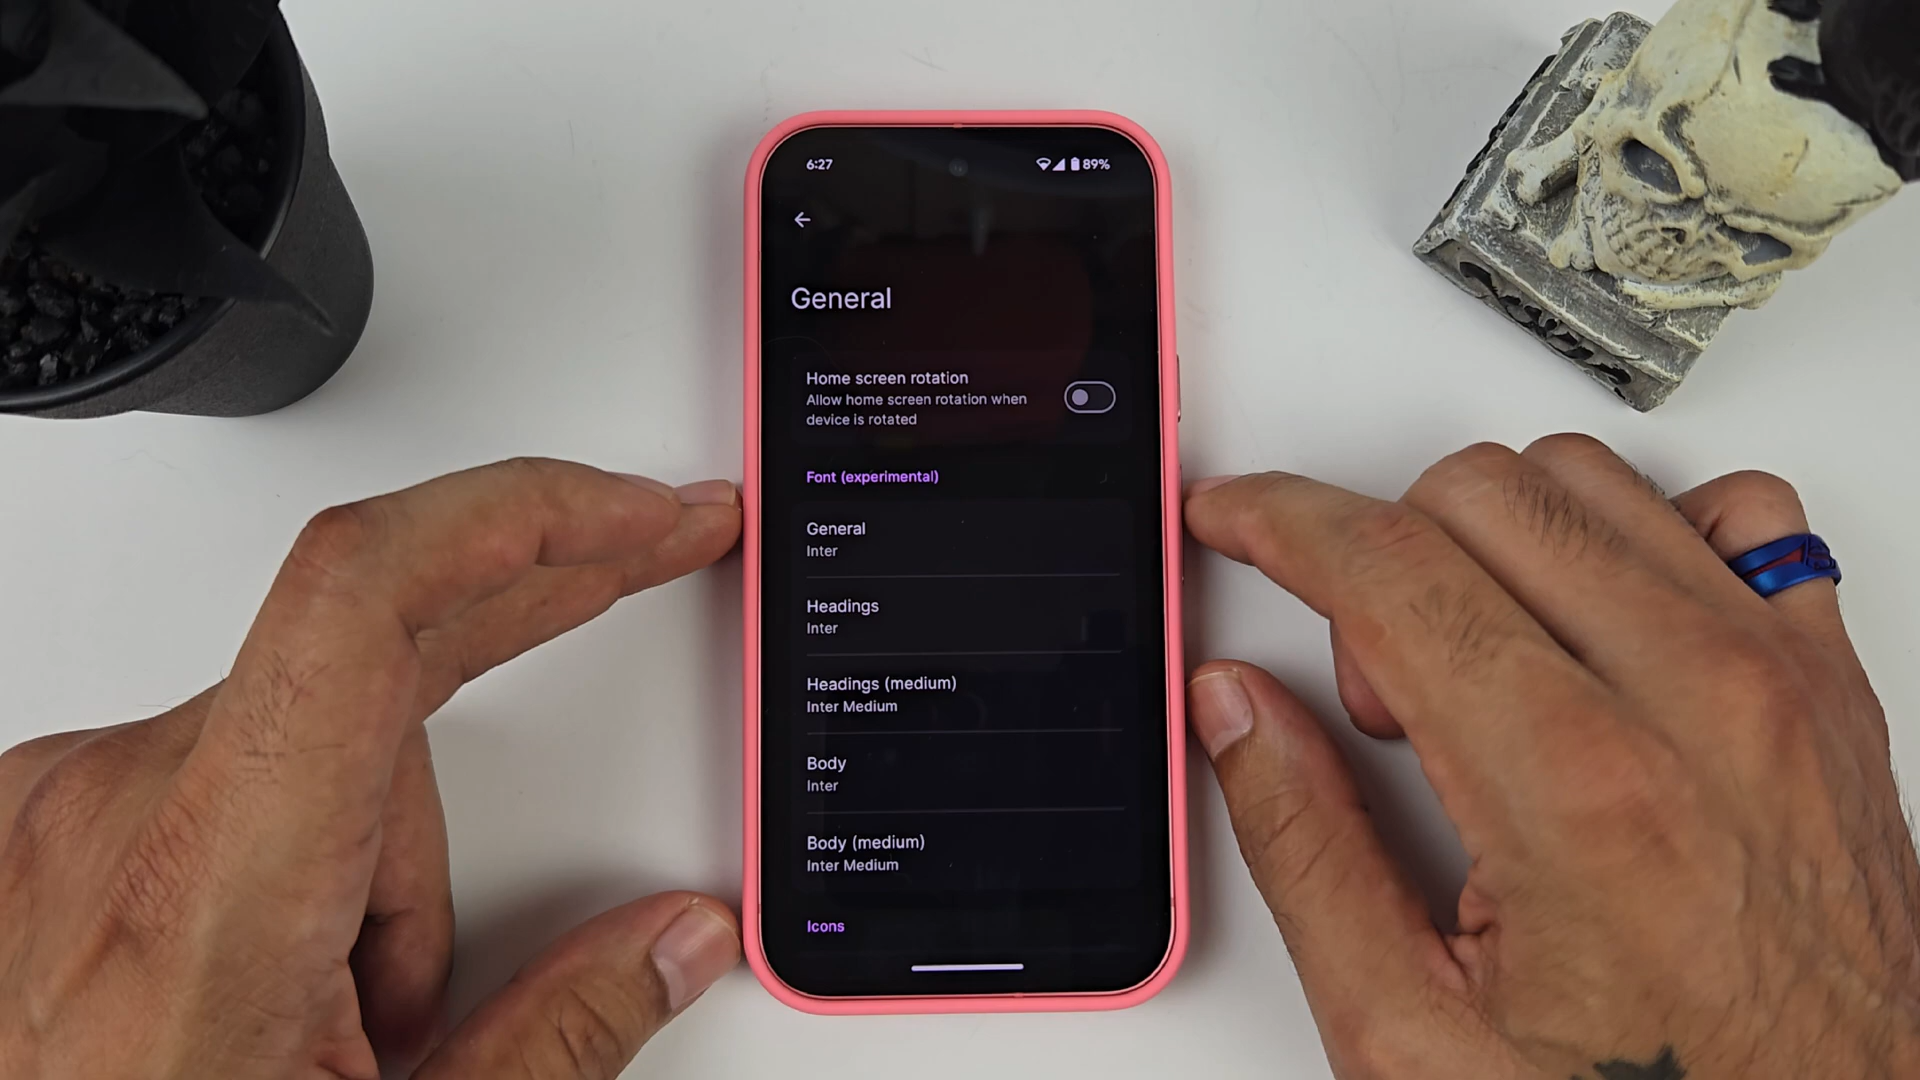 6:27
89%
General
Home screen rotation
Allow home screen rotation when
device is rotated
Font (experimental)
General
Inter
Headings
Inter
Headings (medium)
Inter Medium
Body
Inter
Body (medium)
Inter Medium
Icons